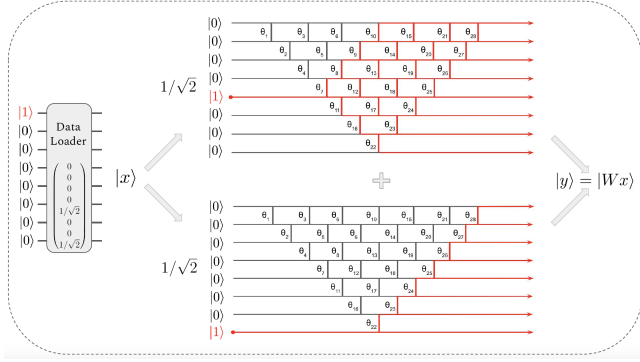 |1⟩
|0⟩
|0⟩
|0⟩
|0⟩
|0⟩
|0⟩
|0⟩
Data
Loader
0
0
0
0
1/√2
0
0
1/√2
|x⟩
1/√2
|0⟩
θ₁ θ₃ θ₆ θ₁₀ θ₁₅ θ₂₁ θ₂₈
|0⟩
θ₂ θ₅ θ₉ θ₁₄ θ₂₀ θ₂₇
|0⟩
θ₄ θ₈ θ₁₃ θ₁₉ θ₂₆
|0⟩
θ₇ θ₁₂ θ₁₈ θ₂₅
|1⟩
θ₁₁ θ₁₇ θ₂₄
|0⟩
θ₁₆ θ₂₃
|0⟩
θ₂₂
|0⟩
+
1/√2
|0⟩
θ₁ θ₃ θ₆ θ₁₀ θ₁₅ θ₂₁ θ₂₈
|0⟩
θ₂ θ₅ θ₉ θ₁₄ θ₂₀ θ₂₇
|0⟩
θ₄ θ₈ θ₁₃ θ₁₉ θ₂₆
|0⟩
θ₇ θ₁₂ θ₁₈ θ₂₅
|0⟩
θ₁₁ θ₁₇ θ₂₄
|0⟩
θ₁₆ θ₂₃
|0⟩
θ₂₂
|1⟩
|y⟩ = |Wx⟩